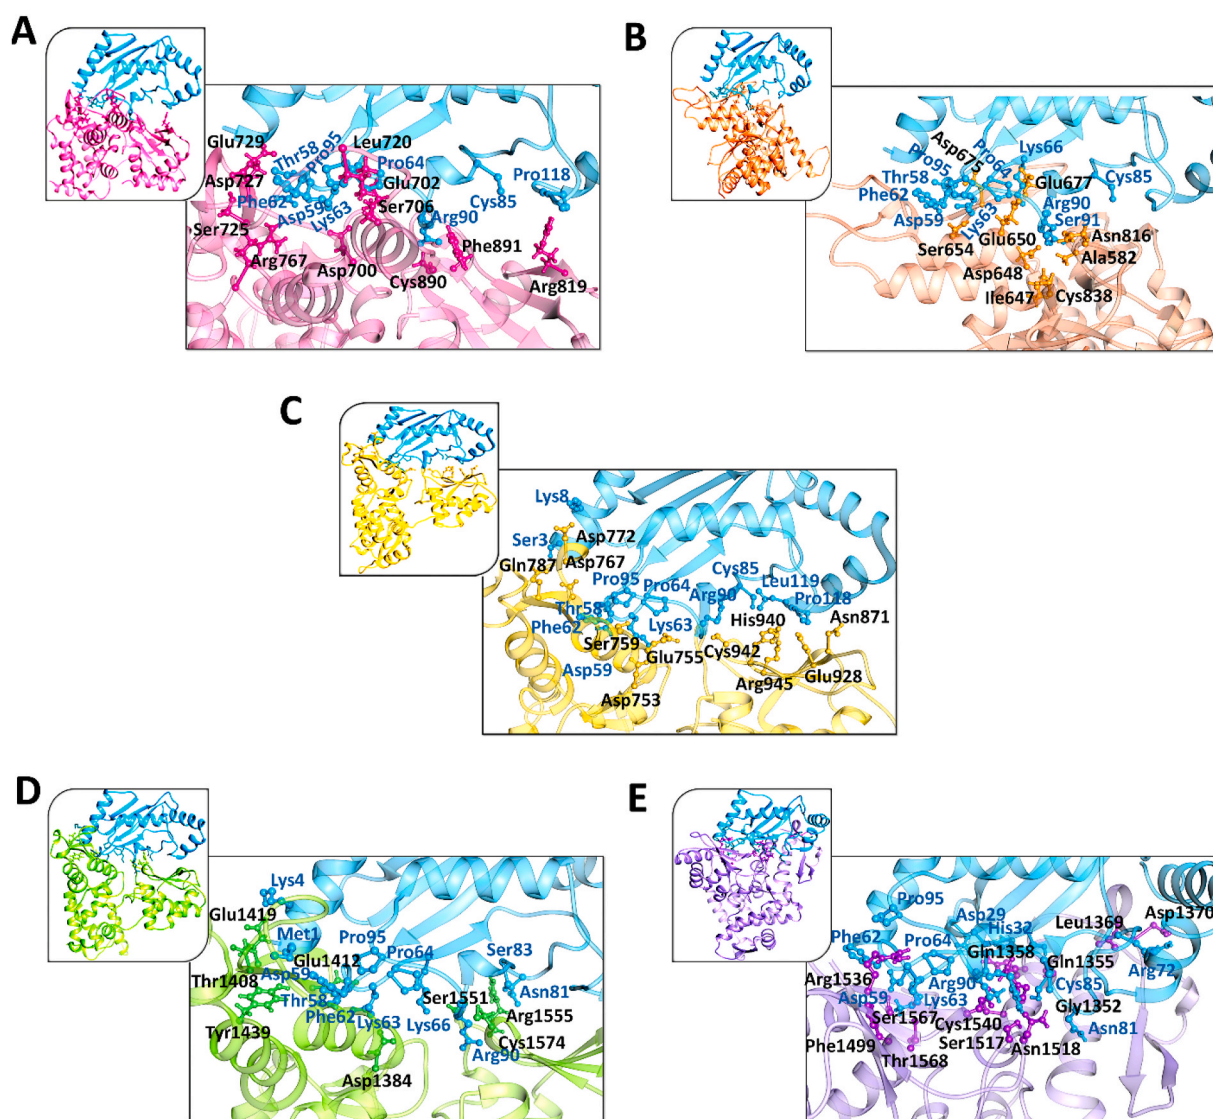 A
Glu729
Thr58
Pro95
Leu720
Asp727
Pro64
Phe62
Glu702
Cys85
Pro118
Asp59
Lys63
Ser706
Ser725
Arg90
Arg767
Phe891
Asp700
Cys890
Arg819
B
Asp675
Pro64
Lys66
Pro95
Thr58
Glu677
Cys85
Phe62
Arg90
Asp59
Lys63
Ser91
Ser654
Glu650
Asn816
Asp648
Ala582
Ile647
Cys838
C
Lys8
Ser3
Asp772
Gln787
Asp767
Cys85
Pro95
Pro64
Leu119
Arg90
Pro118
Thr58
Phe62
Lys63
His940
Asn871
Ser759
Glu755
Cys942
Asp59
Glu928
Arg945
Asp753
D
Lys4
Glu1419
Met1
Pro95
Glu1412
Pro64
Ser83
Thr1408
Asp59
Asn81
Thr58
Ser1551
Phe62
Lys63
Lys66
Arg1555
Tyr1439
Cys1574
Arg90
Asp1384
E
Pro95
Asp29
Leu1369
Asp1370
His32
Phe62
Pro64
Gln1358
Gln1355
Arg72
Arg1536
Arg90
Cys85
Asp59
Lys63
Gly1352
Ser1567
Cys1540
Asn81
Phe1499
Ser1517
Asn1518
Thr1568